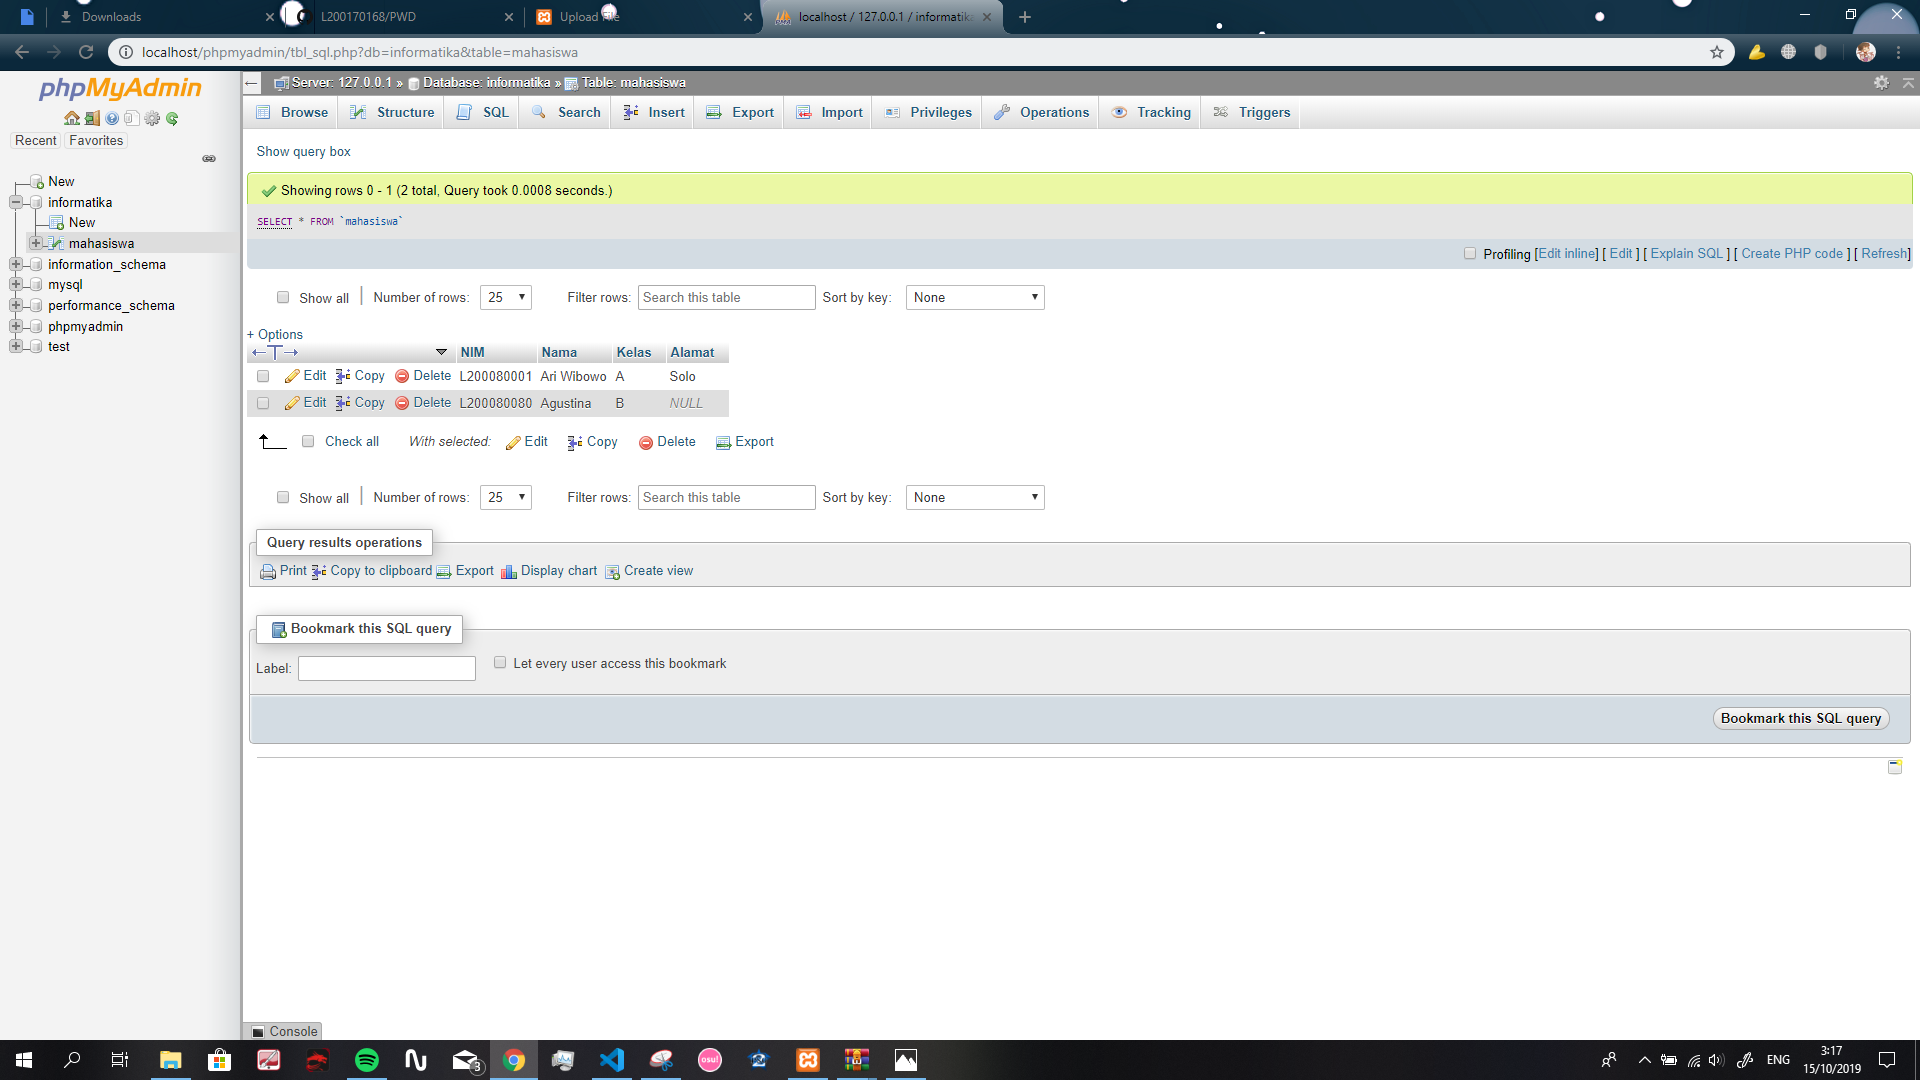 Downloads
L200170168/PWD
Upload File
localhost / 127.0.0.1 / informatika
localhost/phpmyadmin/tbl_sql.php?db=informatika&table=mahasiswa
phpMyAdmin
Recent
Favorites
New
informatika
New
mahasiswa
information_schema
mysql
performance_schema
phpmyadmin
test
Server: 127.0.0.1 » Database: informatika » Table: mahasiswa
Browse Structure SQL Search Insert Export Import Privileges Operations Tracking Triggers
Show query box
Showing rows 0 - 1 (2 total, Query took 0.0008 seconds.)
SELECT * FROM `mahasiswa`
Profiling [Edit inline] [ Edit ] [ Explain SQL ] [ Create PHP code ] [ Refresh]
Show all | Number of rows: 25 Filter rows: Search this table Sort by key: None
+ Options
←T→ NIM Nama Kelas Alamat
Edit Copy Delete L200080001 Ari Wibowo A Solo
Edit Copy Delete L200080080 Agustina B NULL
Check all With selected: Edit Copy Delete Export
Show all | Number of rows: 25 Filter rows: Search this table Sort by key: None
Query results operations
Print Copy to clipboard Export Display chart Create view
Bookmark this SQL query
Label: Let every user access this bookmark
Bookmark this SQL query
Console
osu!
3
ENG
3:17
15/10/2019